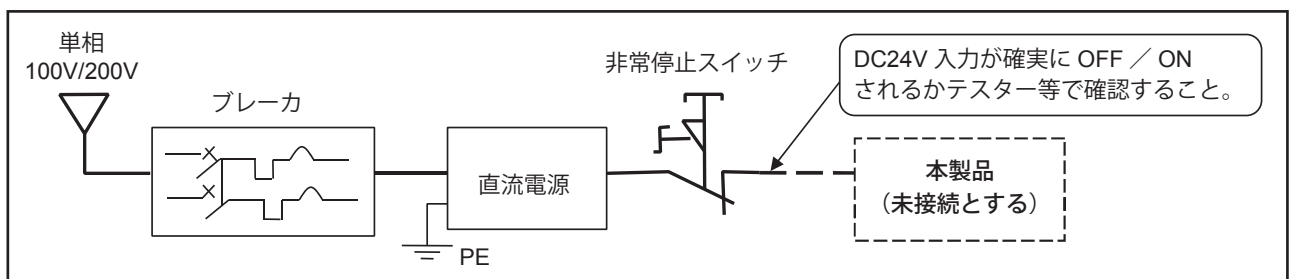 単相
100V/200V
ブレーカ
直流電源
PE
非常停止スイッチ
DC24V 入力が確実に OFF ／ ON
されるかテスター等で確認すること。
本製品
（未接続とする）